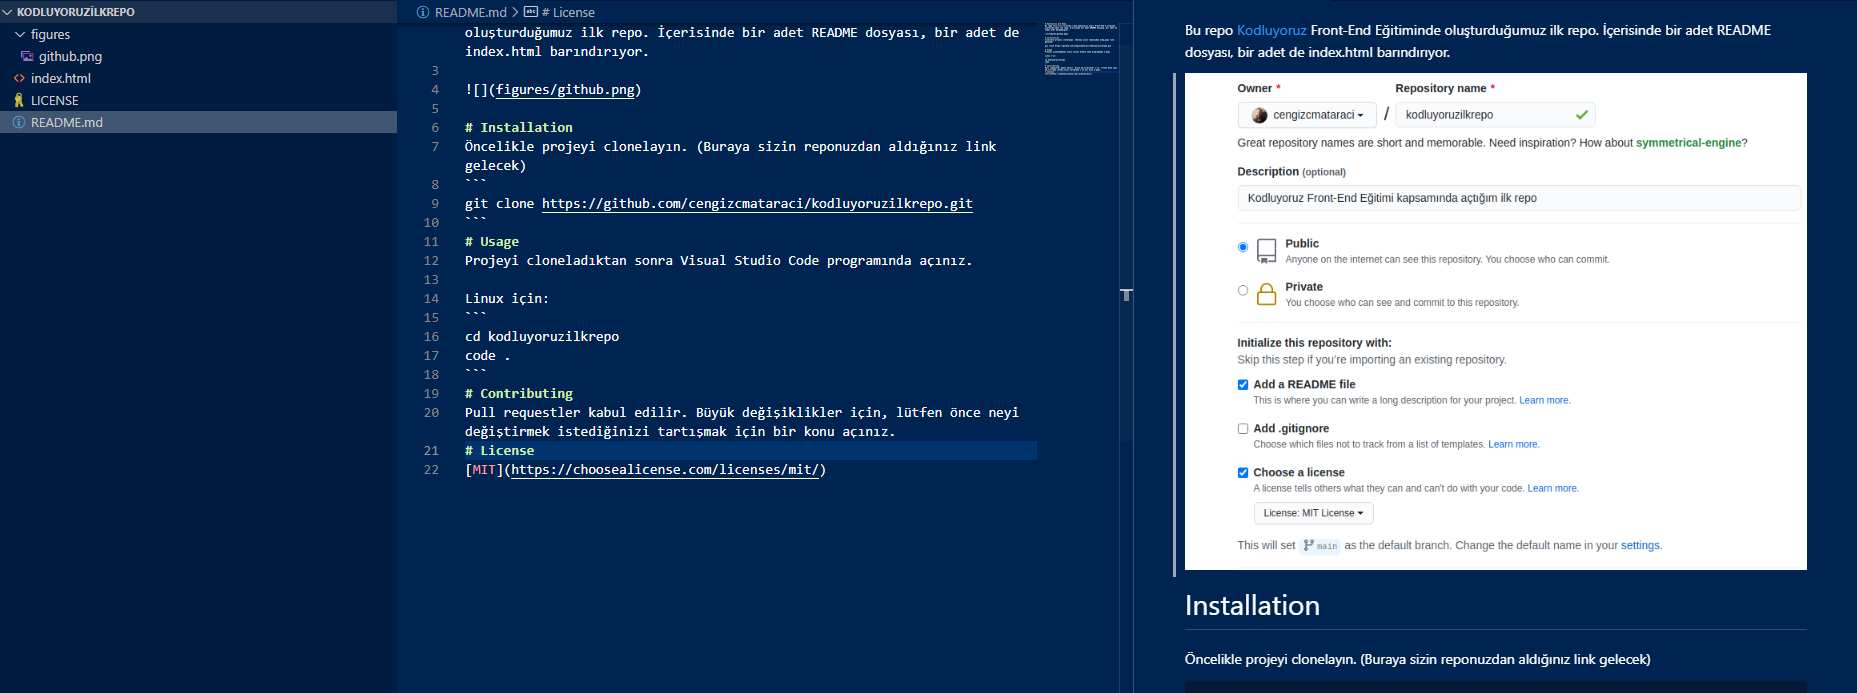 KODLUYORUZİLKREPO
figures
github.png
index.html
LICENSE
README.md
README.md > # License
oluşturduğumuz ilk repo. İçerisinde bir adet README dosyası, bir adet de
index.html barındırıyor.
3
4 ![](figures/github.png)
5
6 # Installation
7 Öncelikle projeyi clonelayın. (Buraya sizin reponuzdan aldığınız link
gelecek)
8 ```
9 git clone https://github.com/cengizcmataraci/kodluyoruzilkrepo.git
10 ```
11 # Usage
12 Projeyi cloneladıktan sonra Visual Studio Code programında açınız.
13
14 Linux için:
15 ```
16 cd kodluyoruzilkrepo
17 code .
18 ```
19 # Contributing
20 Pull requestler kabul edilir. Büyük değişiklikler için, lütfen önce neyi
değiştirmek istediğinizi tartışmak için bir konu açınız.
21 # License
22 [MIT](https://choosealicense.com/licenses/mit/)
Bu repo Kodluyoruz Front-End Eğitiminde oluşturduğumuz ilk repo. İçerisinde bir adet README
dosyası, bir adet de index.html barındırıyor.
Owner * Repository name *
cengizcmataraci / kodluyoruzilkrepo
Great repository names are short and memorable. Need inspiration? How about symmetrical-engine?
Description (optional)
Kodluyoruz Front-End Eğitimi kapsamında açtığım ilk repo
Public
Anyone on the internet can see this repository. You choose who can commit.
Private
You choose who can see and commit to this repository.
Initialize this repository with:
Skip this step if you're importing an existing repository.
Add a README file
This is where you can write a long description for your project. Learn more.
Add .gitignore
Choose which files not to track from a list of templates. Learn more.
Choose a license
A license tells others what they can and can't do with your code. Learn more.
License: MIT License
This will set main as the default branch. Change the default name in your settings.
Installation
Öncelikle projeyi clonelayın. (Buraya sizin reponuzdan aldığınız link gelecek)